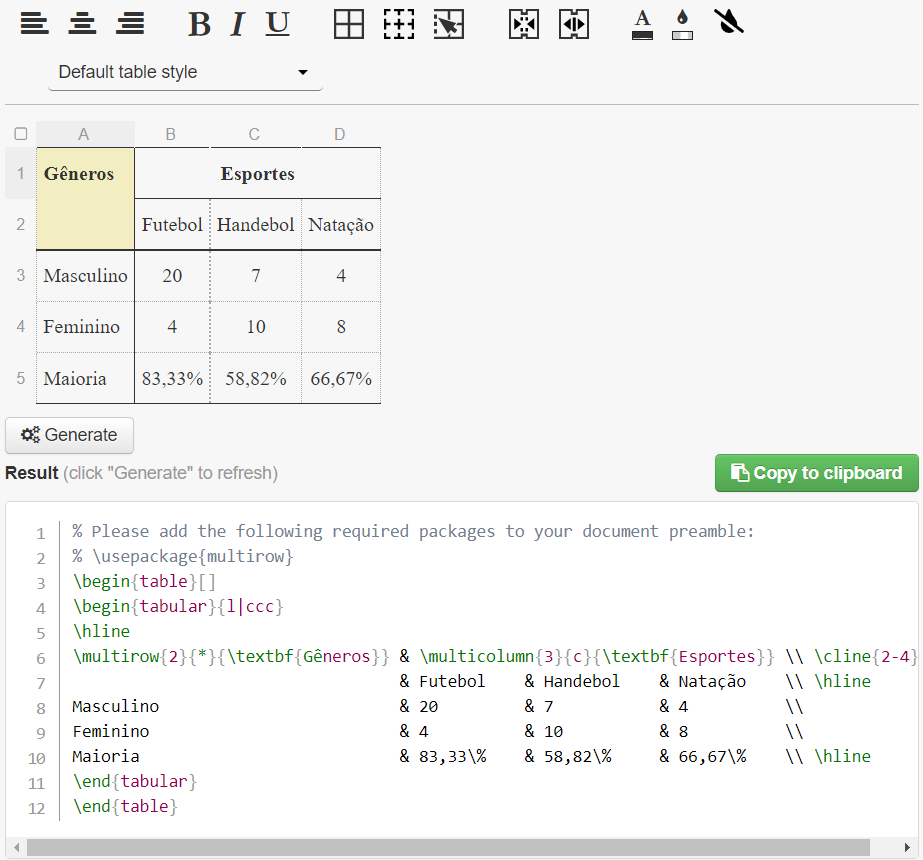 B I U A
Default table style
A B C D
1 Gêneros Esportes
2 Futebol Handebol Natação
3 Masculino 20 7 4
4 Feminino 4 10 8
5 Maioria 83,33% 58,82% 66,67%
Generate
Result (click "Generate" to refresh)
Copy to clipboard
1 % Please add the following required packages to your document preamble:
2 % \usepackage{multirow}
3 \begin{table}[]
4 \begin{tabular}{l|ccc}
5 \hline
6 \multirow{2}{*}{\textbf{Gêneros}} & \multicolumn{3}{c}{\textbf{Esportes}} \\ \cline{2-4}
7 & Futebol & Handebol & Natação \\ \hline
8 Masculino & 20 & 7 & 4 \\
9 Feminino & 4 & 10 & 8 \\
10 Maioria & 83,33\% & 58,82\% & 66,67\% \\ \hline
11 \end{tabular}
12 \end{table}